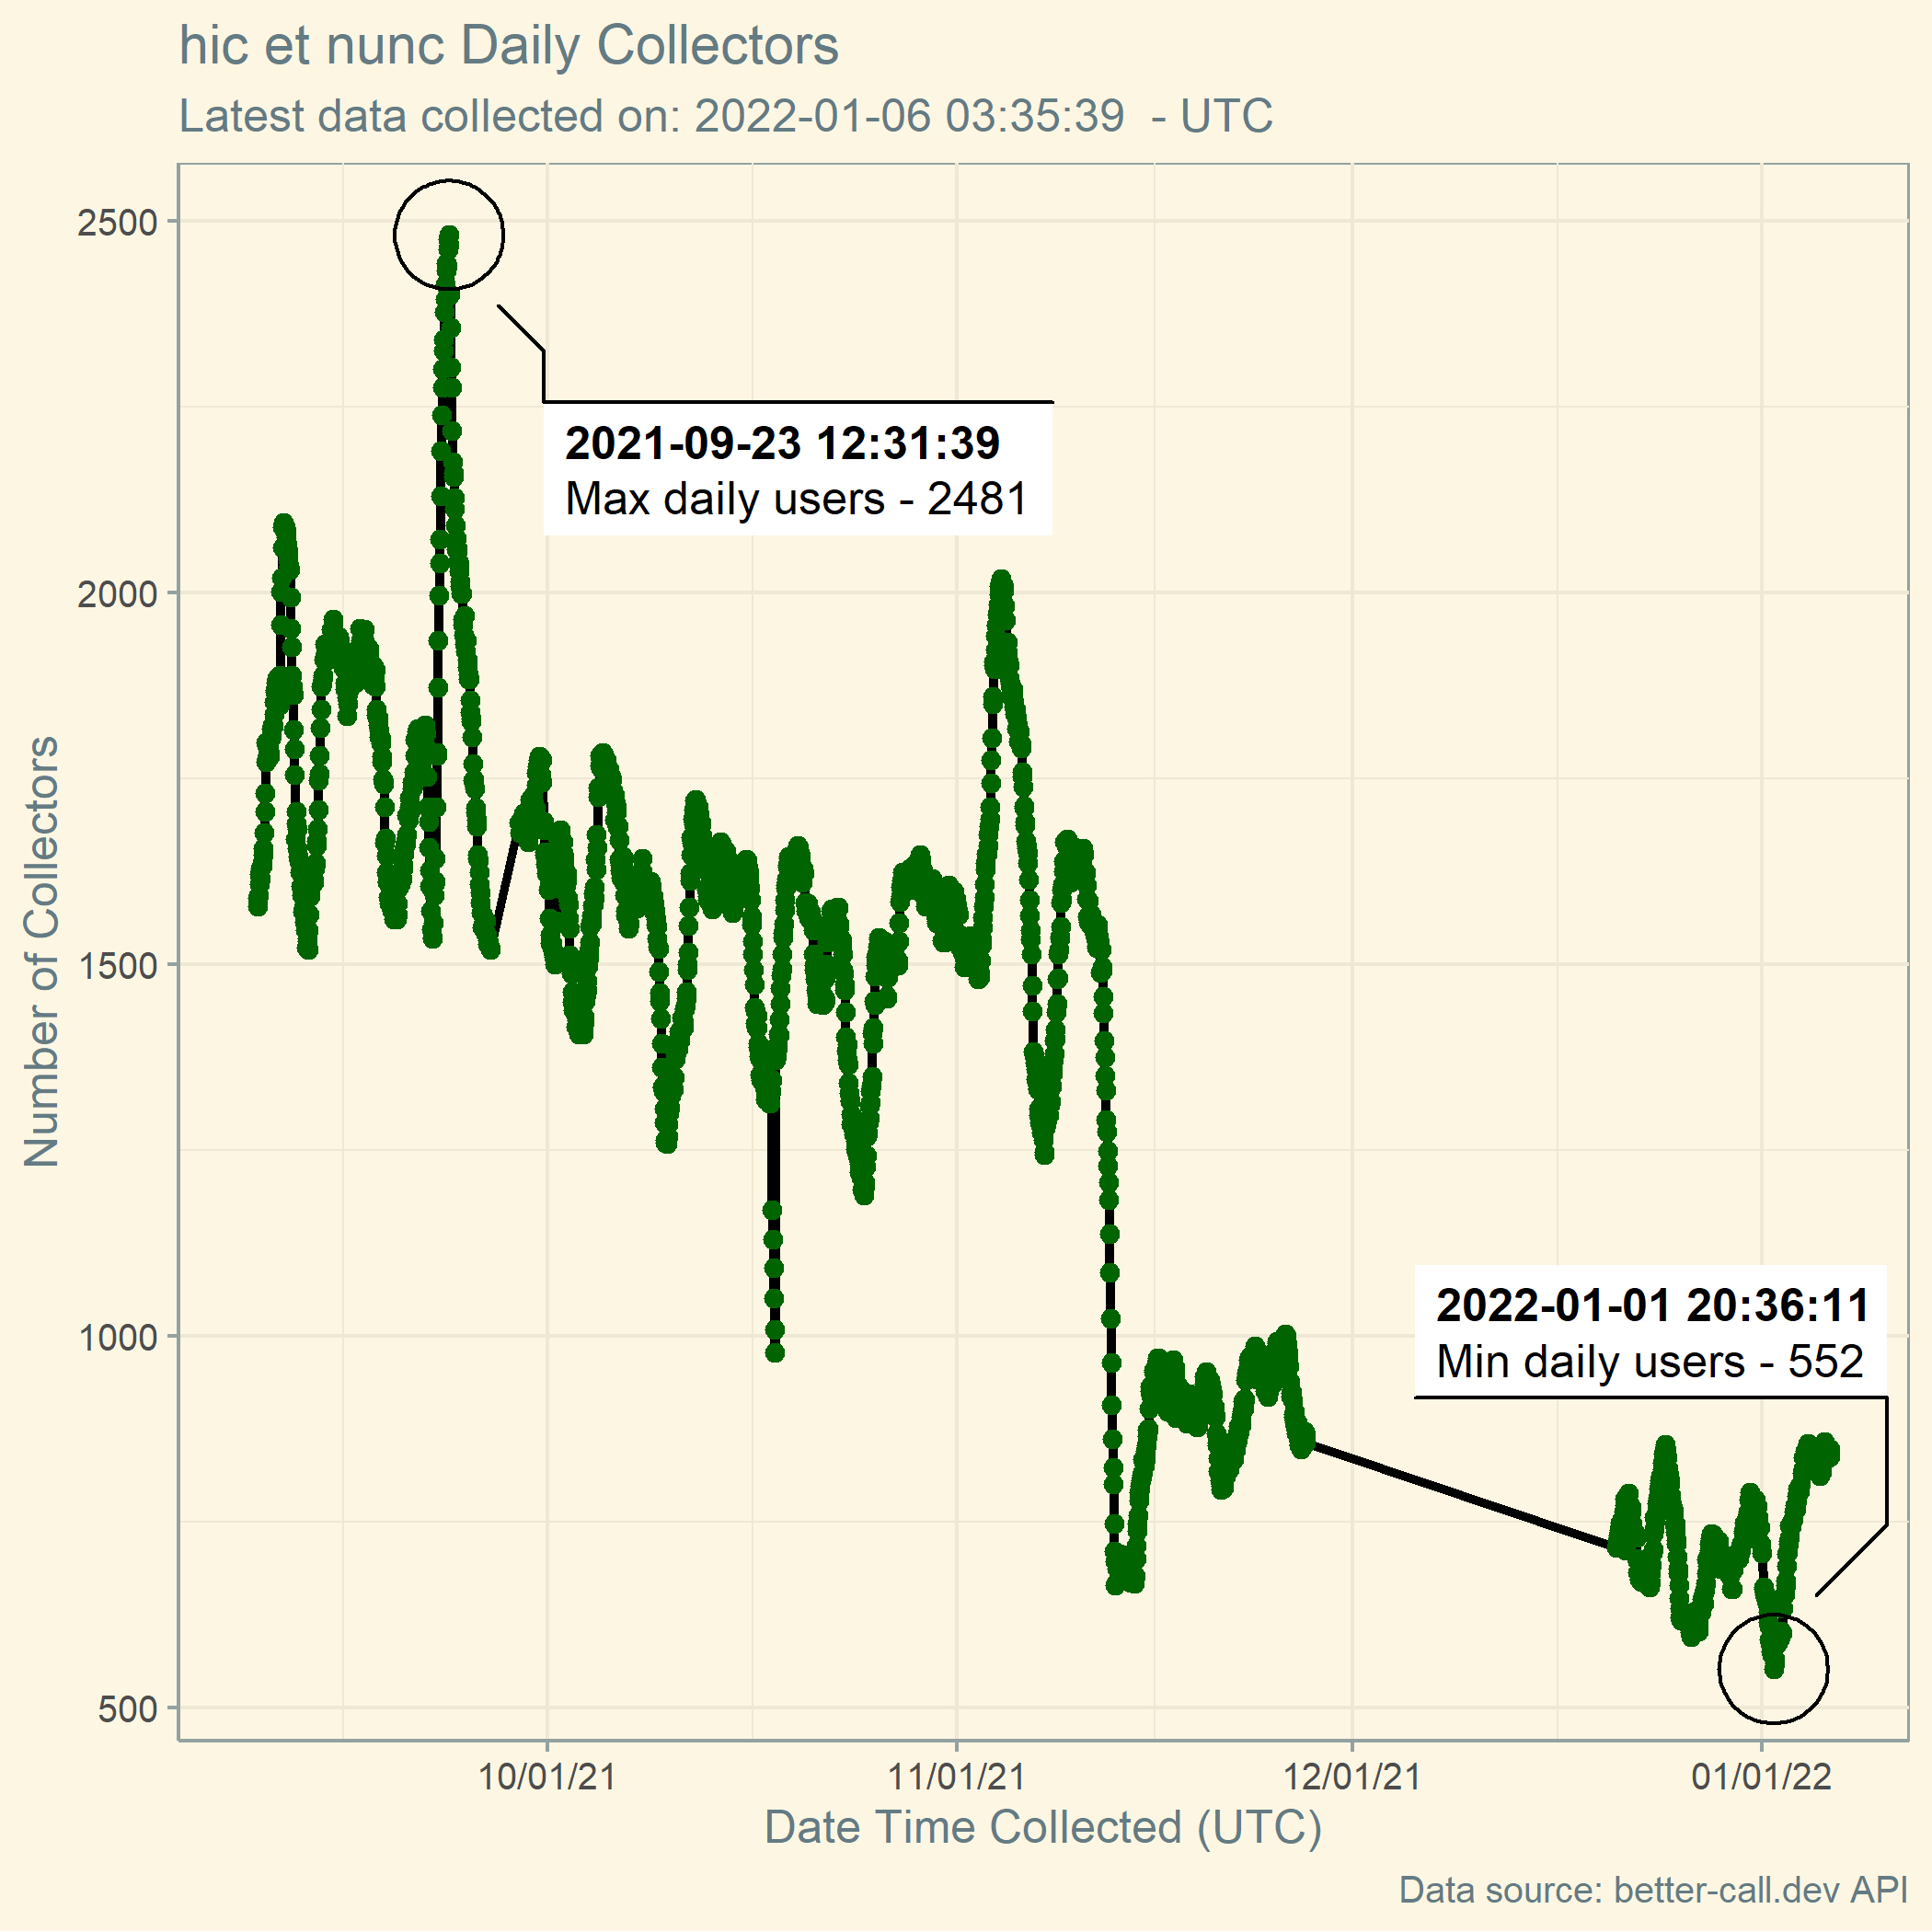 hic et nunc Daily Collectors
Latest data collected on: 2022-01-06 03:35:39 - UTC
Number of Collectors
2500
2000
1500
1000
500
2021-09-23 12:31:39
Max daily users - 2481
2022-01-01 20:36:11
Min daily users - 552
10/01/21
11/01/21
12/01/21
01/01/22
Date Time Collected (UTC)
Data source: better-call.dev API